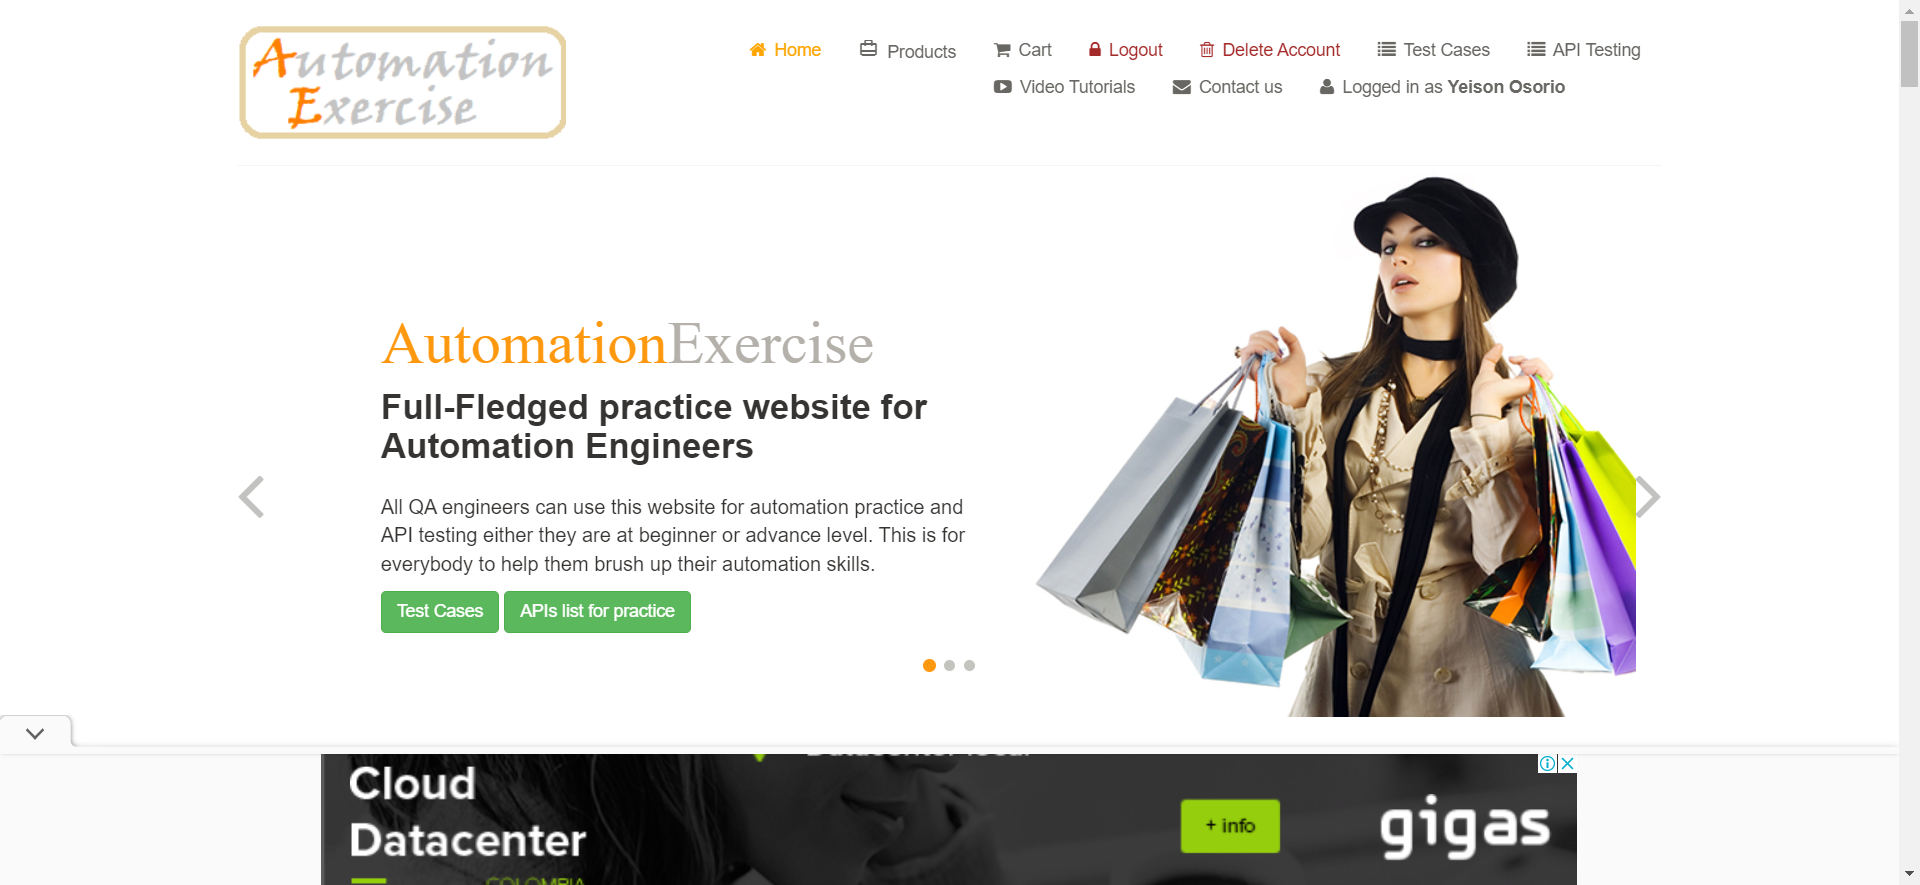 Automation
Exercise
Home Products Cart Logout Delete Account Test Cases API Testing
Video Tutorials Contact us Logged in as Yeison Osorio
AutomationExercise
Full-Fledged practice website for
Automation Engineers
All QA engineers can use this website for automation practice and
API testing either they are at beginner or advance level. This is for
everybody to help them brush up their automation skills.
Test Cases APIs list for practice
Cloud
Datacenter
+ info
gigas